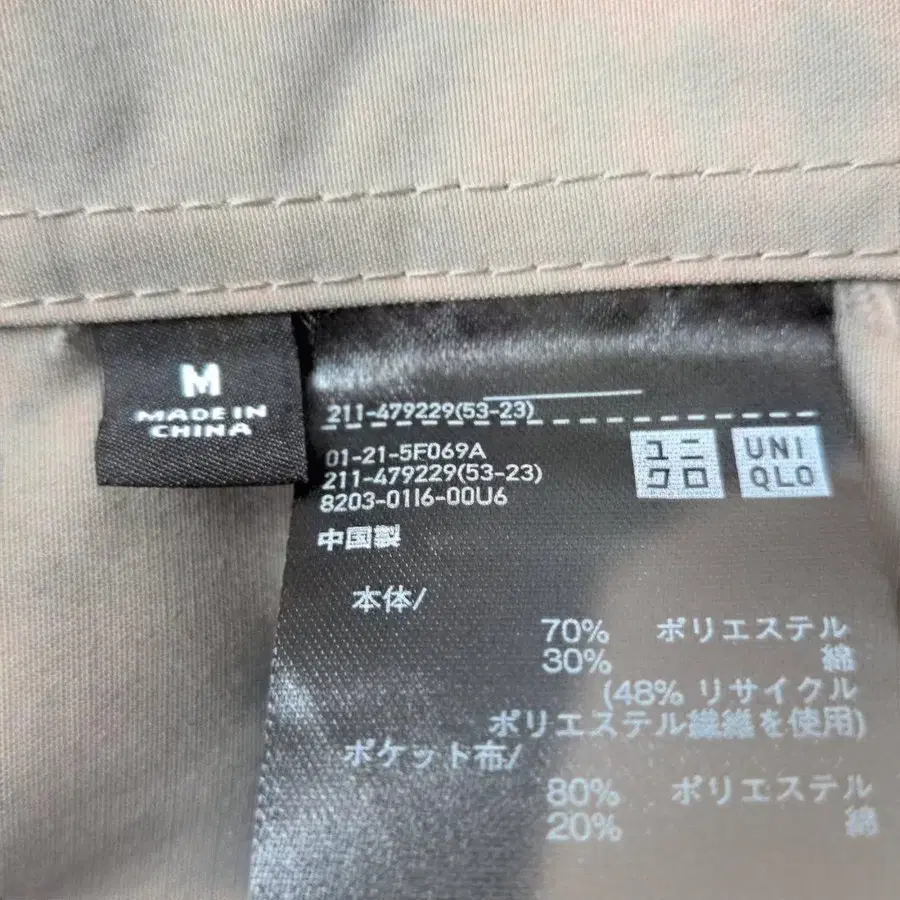 M
MADE IN
CHINA
211-479229(53-23)
01-21-5F069A
211-479229(53-23)
8203-01I6-00U6
ユニ
クロ
UNI
QLO
中国製
本体/
70% ポリエステル
30% 綿
(48% リサイクル
ポリエステル繊維を使用)
ポケット布/
80% ポリエステル
20% 綿